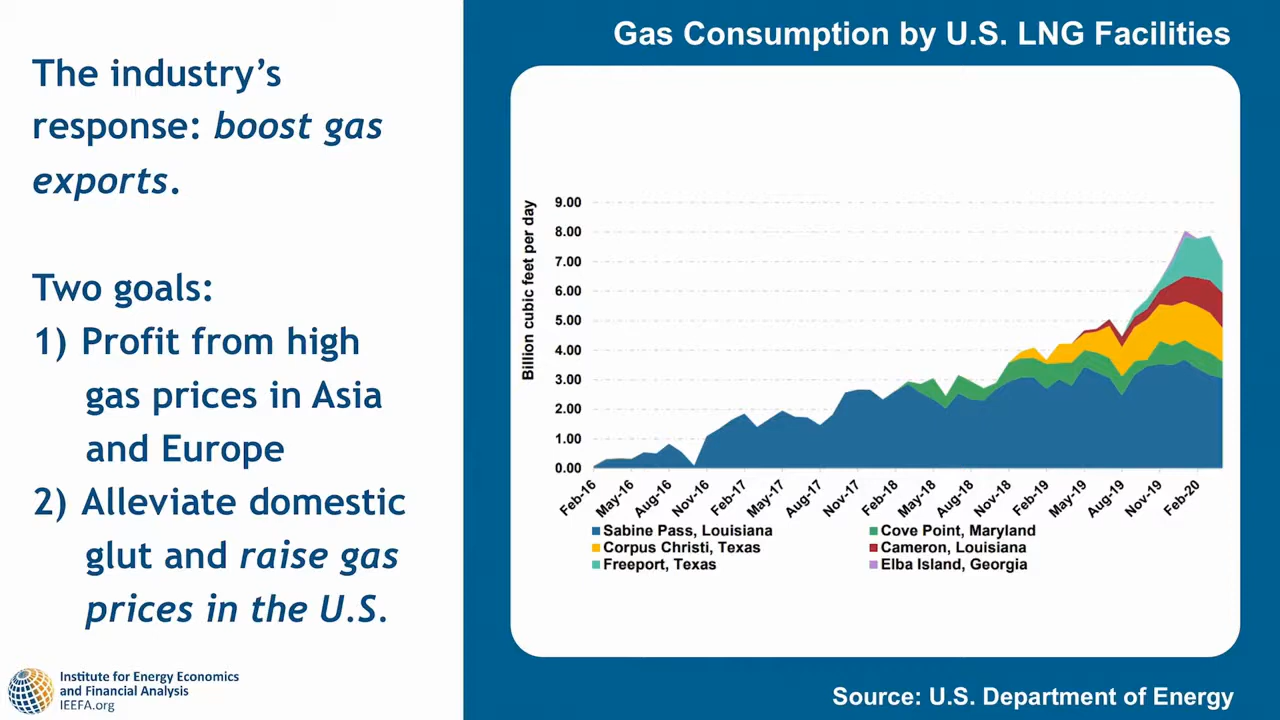 The industry's
response: boost gas
exports.
Two goals:
1) Profit from high
gas prices in Asia
and Europe
2) Alleviate domestic
glut and raise gas
prices in the U.S.
Institute for Energy Economics
and Financial Analysis
IEEFA.org
Gas Consumption by U.S. LNG Facilities
Billion cubic feet per day
9.00
8.00
7.00
6.00
5.00
4.00
3.00
2.00
1.00
0.00
Feb-16
May-16
Aug-16
Nov-16
Feb-17
May-17
Aug-17
Nov-17
Feb-18
May-18
Aug-18
Nov-18
Feb-19
May-19
Aug-19
Nov-19
Feb-20
Sabine Pass, Louisiana
Cove Point, Maryland
Corpus Christi, Texas
Cameron, Louisiana
Freeport, Texas
Elba Island, Georgia
Source: U.S. Department of Energy